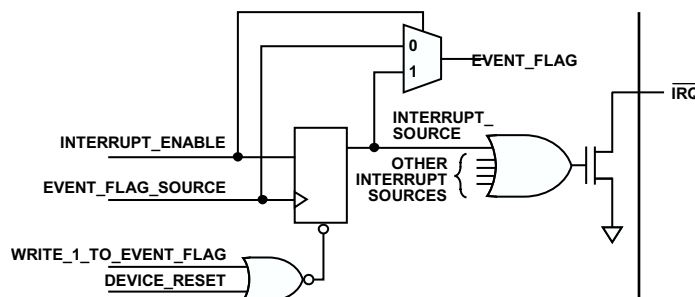 0
EVENT_FLAG
1
IRQ
INTERRUPT_
SOURCE
INTERRUPT_ENABLE
OTHER
INTERRUPT
SOURCES
EVENT_FLAG_SOURCE
WRITE_1_TO_EVENT_FLAG
DEVICE_RESET